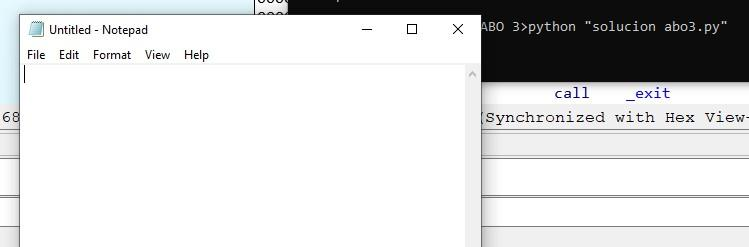 Untitled - Notepad
File Edit Format View Help
ABO 3>python "solucion abo3.py"
call _exit
68
(Synchronized with Hex View-